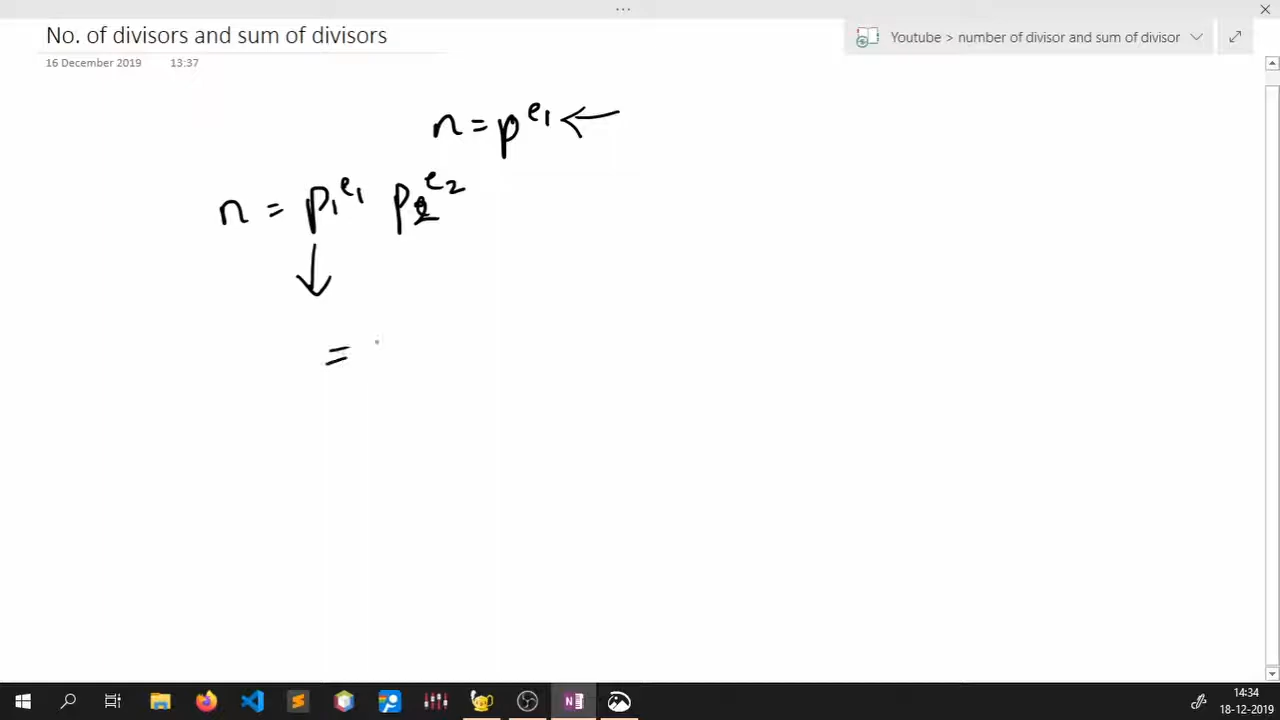 No. of divisors and sum of divisors
Youtube > number of divisor and sum of divisor
16 December 2019 13:37
n = p^e1 ←
n = p1^e1 p2^e2
↓
=
14:34
18-12-2019